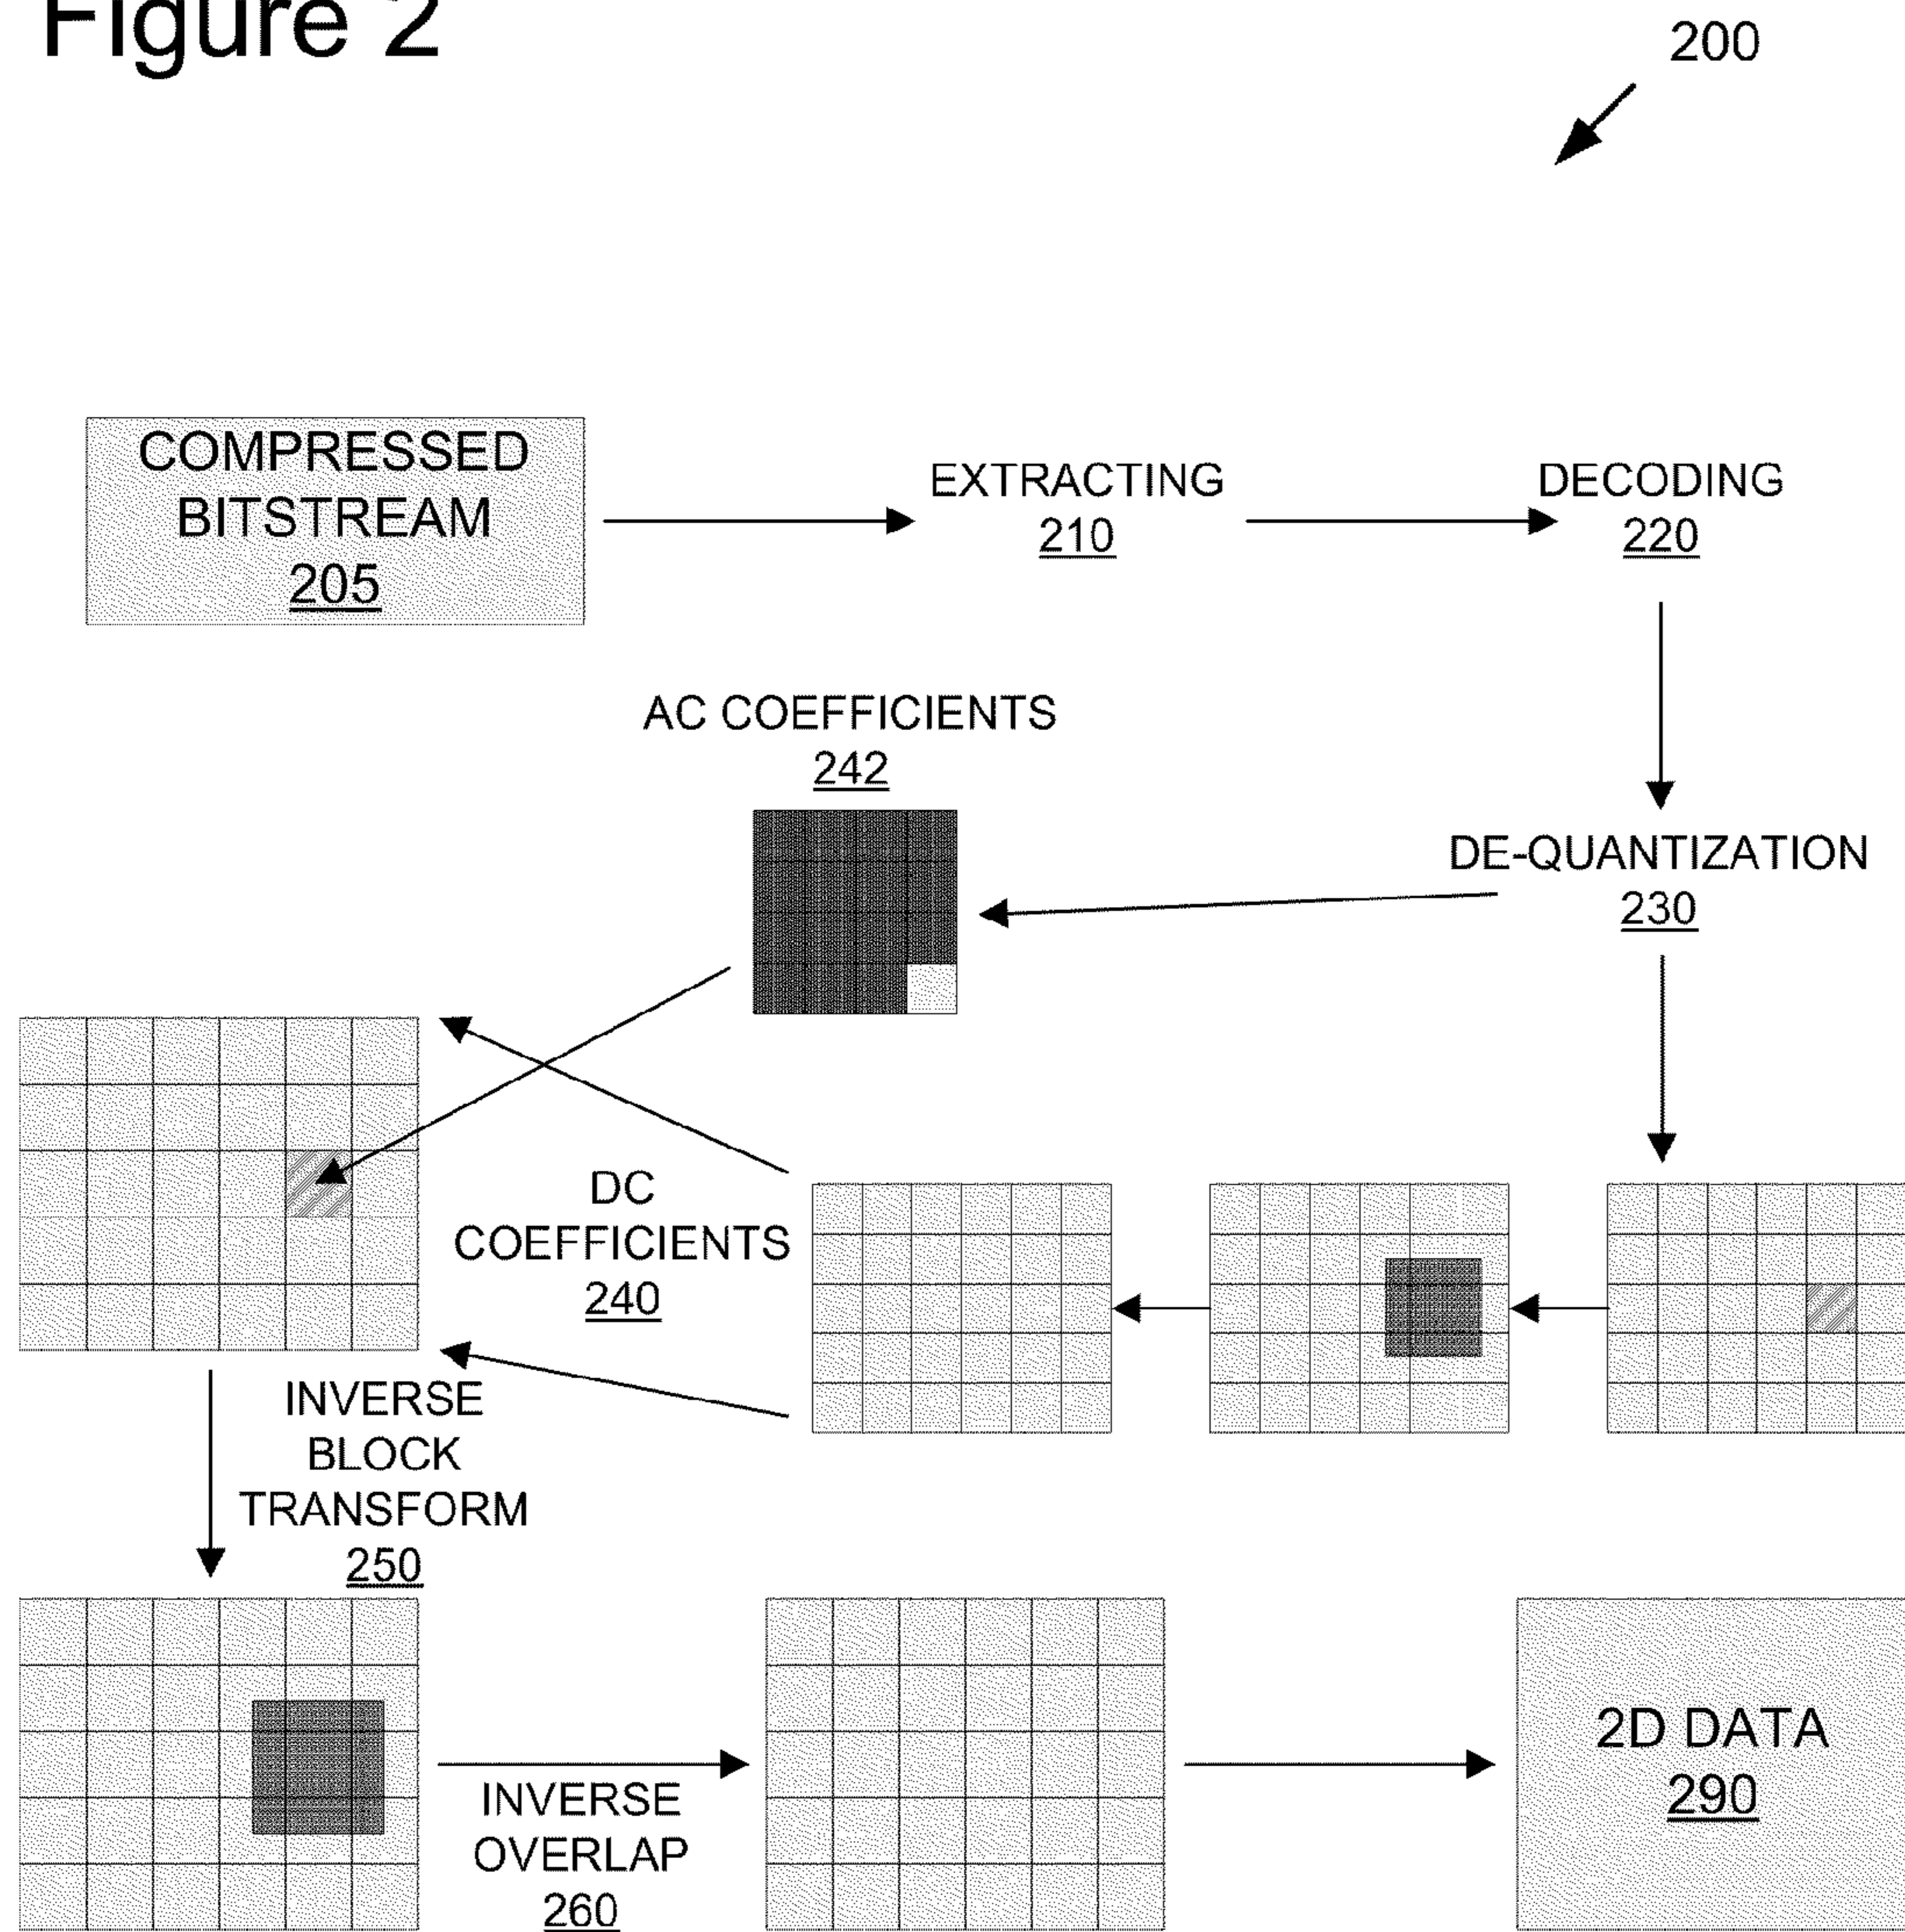 Figure 2
200
COMPRESSED
BITSTREAM
205
EXTRACTING
210
DECODING
220
AC COEFFICIENTS
242
DE-QUANTIZATION
230
DC
COEFFICIENTS
240
INVERSE
BLOCK
TRANSFORM
250
INVERSE
OVERLAP
260
2D DATA
290